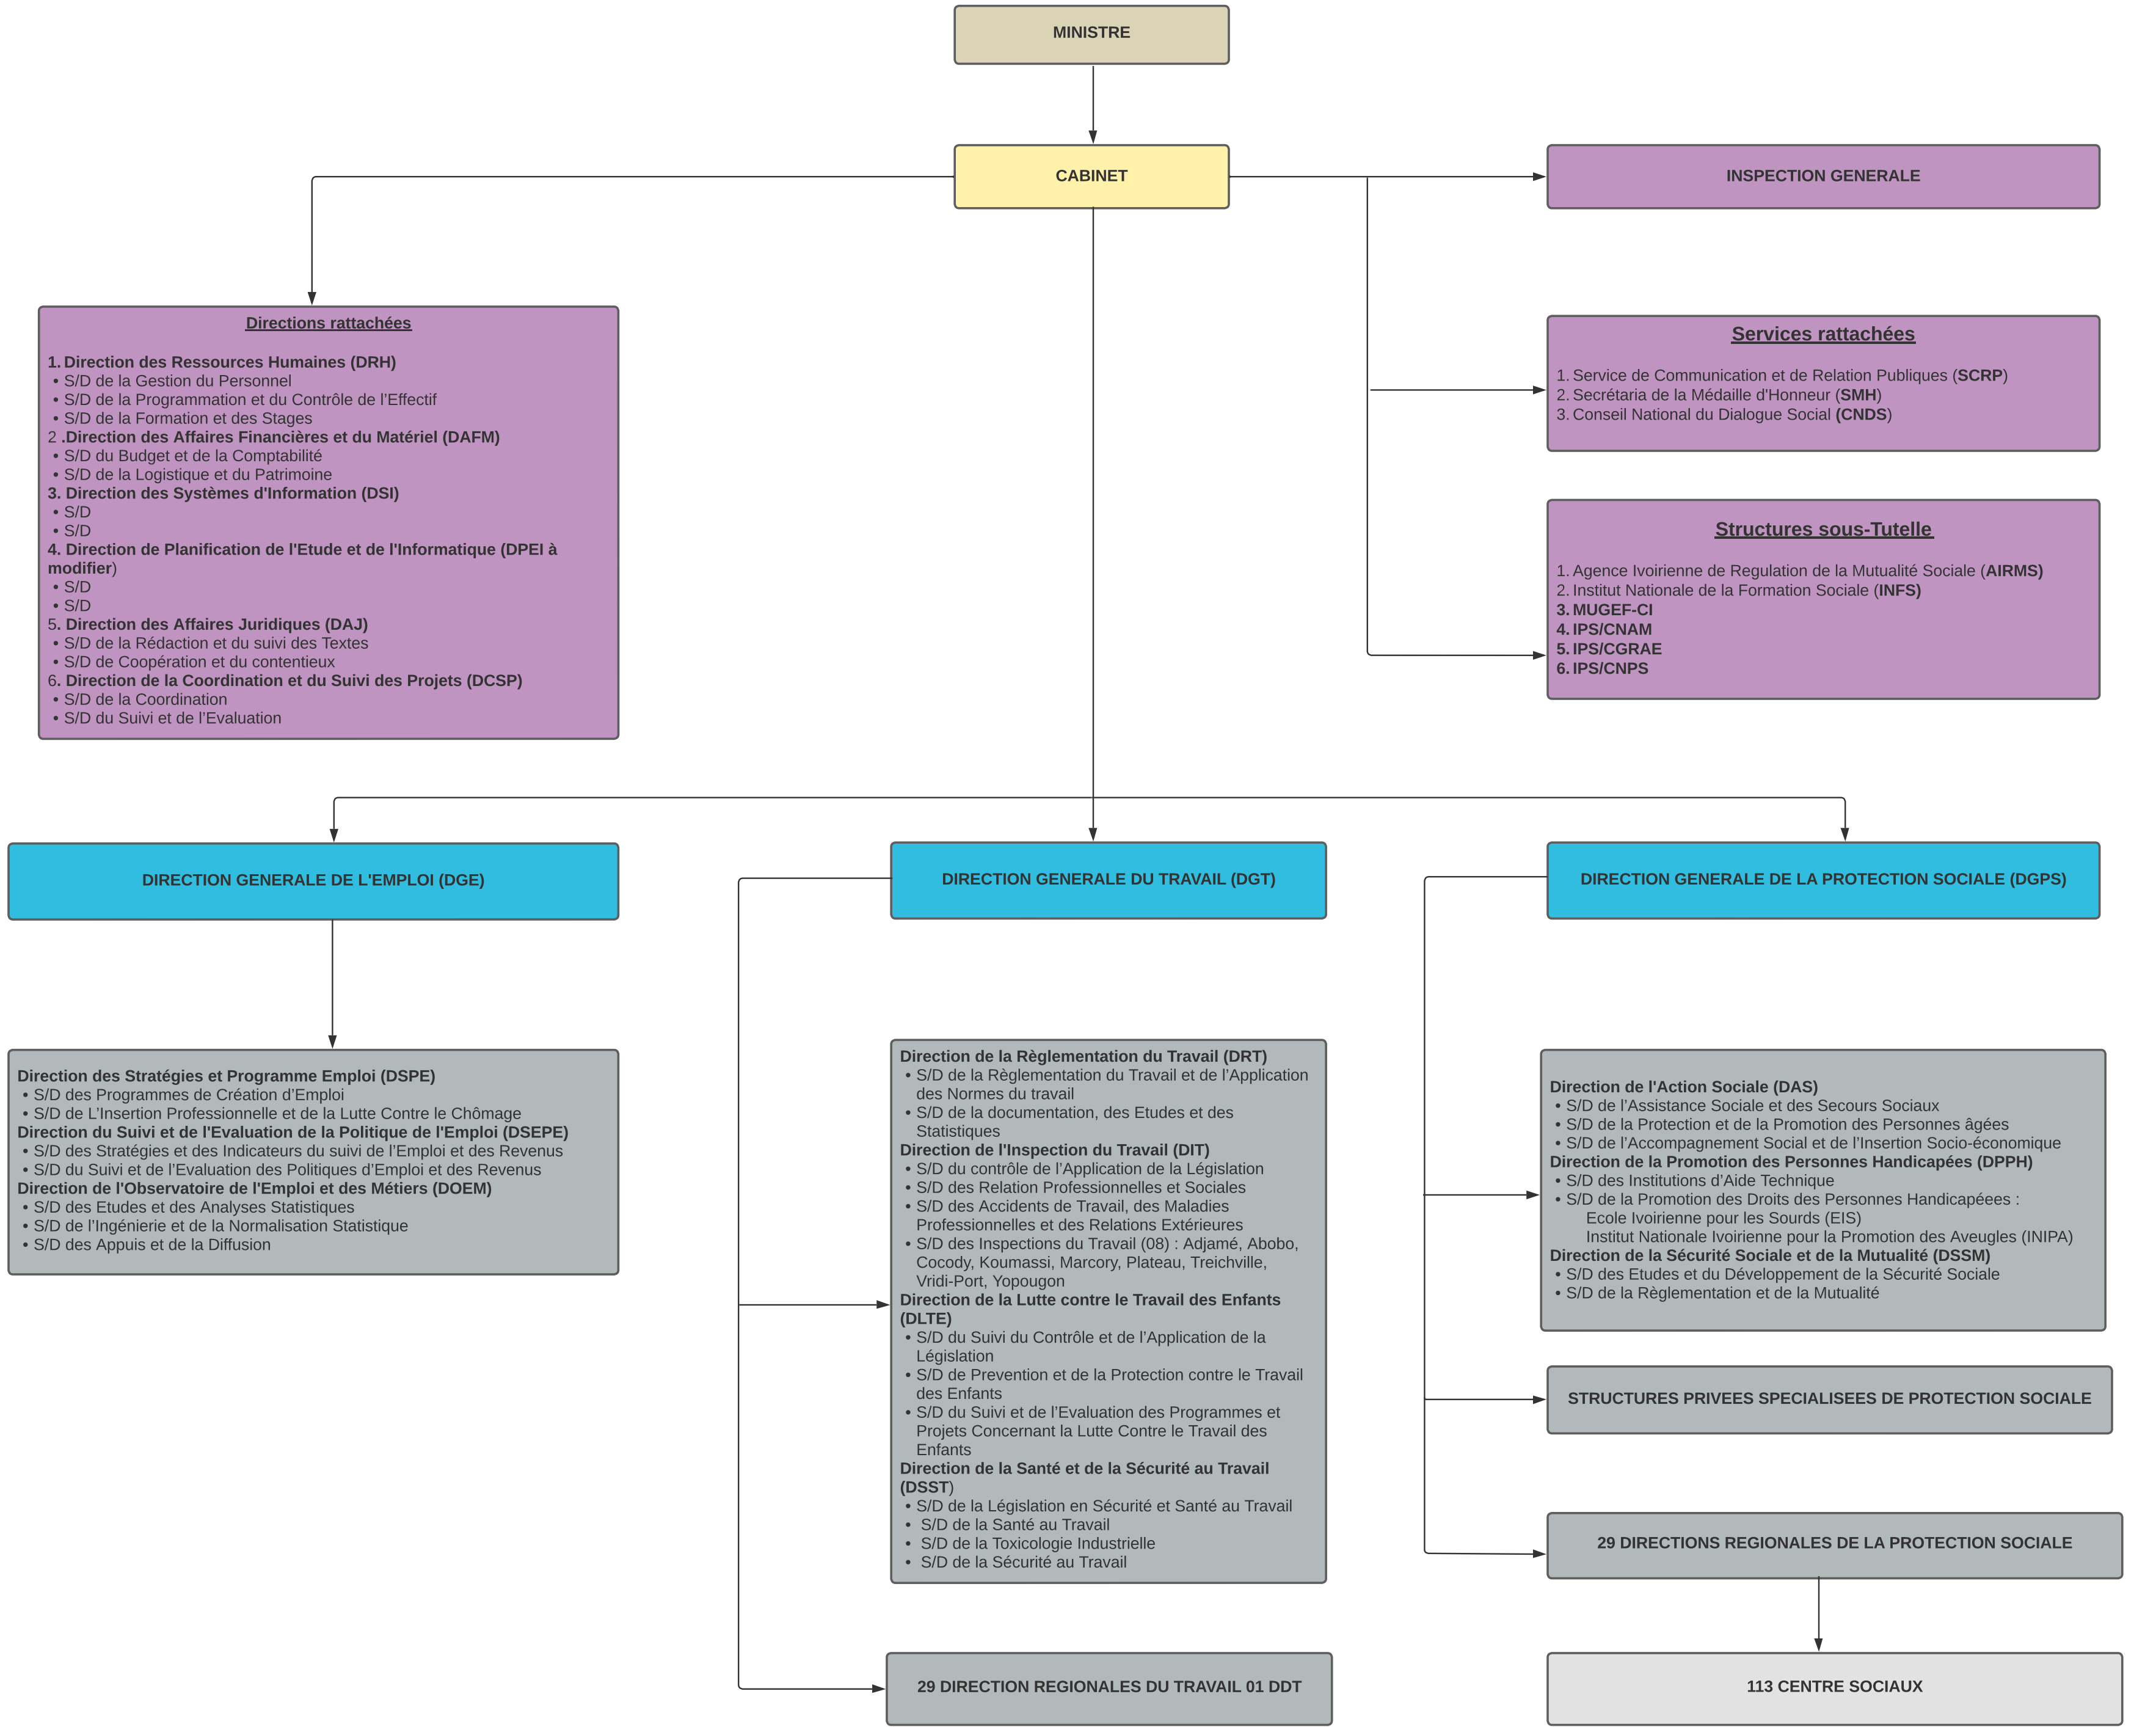 MINISTRE
CABINET
INSPECTION GENERALE
Directions rattachées
1. Direction des Ressources Humaines (DRH)
• S/D de la Gestion du Personnel
• S/D de la Programmation et du Contrôle de l’Effectif
• S/D de la Formation et des Stages
2 .Direction des Affaires Financières et du Matériel (DAFM)
• S/D du Budget et de la Comptabilité
• S/D de la Logistique et du Patrimoine
3. Direction des Systèmes d'Information (DSI)
• S/D
• S/D
4. Direction de Planification de l'Etude et de l'Informatique (DPEI à
modifier)
• S/D
• S/D
5. Direction des Affaires Juridiques (DAJ)
• S/D de la Rédaction et du suivi des Textes
• S/D de Coopération et du contentieux
6. Direction de la Coordination et du Suivi des Projets (DCSP)
• S/D de la Coordination
• S/D du Suivi et de l’Evaluation
Services rattachées
1. Service de Communication et de Relation Publiques (SCRP)
2. Secrétaria de la Médaille d'Honneur (SMH)
3. Conseil National du Dialogue Social (CNDS)
Structures sous-Tutelle
1. Agence Ivoirienne de Regulation de la Mutualité Sociale (AIRMS)
2. Institut Nationale de la Formation Sociale (INFS)
3. MUGEF-CI
4. IPS/CNAM
5. IPS/CGRAE
6. IPS/CNPS
DIRECTION GENERALE DE L'EMPLOI (DGE)
DIRECTION GENERALE DU TRAVAIL (DGT)
DIRECTION GENERALE DE LA PROTECTION SOCIALE (DGPS)
Direction des Stratégies et Programme Emploi (DSPE)
• S/D des Programmes de Création d’Emploi
• S/D de L’Insertion Professionnelle et de la Lutte Contre le Chômage
Direction du Suivi et de l'Evaluation de la Politique de l'Emploi (DSEPE)
• S/D des Stratégies et des Indicateurs du suivi de l’Emploi et des Revenus
• S/D du Suivi et de l’Evaluation des Politiques d’Emploi et des Revenus
Direction de l'Observatoire de l'Emploi et des Métiers (DOEM)
• S/D des Etudes et des Analyses Statistiques
• S/D de l’Ingénierie et de la Normalisation Statistique
• S/D des Appuis et de la Diffusion
Direction de la Règlementation du Travail (DRT)
• S/D de la Règlementation du Travail et de l’Application
des Normes du travail
• S/D de la documentation, des Etudes et des
Statistiques
Direction de l'Inspection du Travail (DIT)
• S/D du contrôle de l’Application de la Législation
• S/D des Relation Professionnelles et Sociales
• S/D des Accidents de Travail, des Maladies
Professionnelles et des Relations Extérieures
• S/D des Inspections du Travail (08) : Adjamé, Abobo,
Cocody, Koumassi, Marcory, Plateau, Treichville,
Vridi-Port, Yopougon
Direction de la Lutte contre le Travail des Enfants
(DLTE)
• S/D du Suivi du Contrôle et de l’Application de la
Législation
• S/D de Prevention et de la Protection contre le Travail
des Enfants
• S/D du Suivi et de l’Evaluation des Programmes et
Projets Concernant la Lutte Contre le Travail des
Enfants
Direction de la Santé et de la Sécurité au Travail
(DSST)
• S/D de la Législation en Sécurité et Santé au Travail
• S/D de la Santé au Travail
• S/D de la Toxicologie Industrielle
• S/D de la Sécurité au Travail
29 DIRECTION REGIONALES DU TRAVAIL 01 DDT
Direction de l'Action Sociale (DAS)
• S/D de l’Assistance Sociale et des Secours Sociaux
• S/D de la Protection et de la Promotion des Personnes âgées
• S/D de l’Accompagnement Social et de l’Insertion Socio-économique
Direction de la Promotion des Personnes Handicapées (DPPH)
• S/D des Institutions d’Aide Technique
• S/D de la Promotion des Droits des Personnes Handicapéees :
Ecole Ivoirienne pour les Sourds (EIS)
Institut Nationale Ivoirienne pour la Promotion des Aveugles (INIPA)
Direction de la Sécurité Sociale et de la Mutualité (DSSM)
• S/D des Etudes et du Développement de la Sécurité Sociale
• S/D de la Règlementation et de la Mutualité
STRUCTURES PRIVEES SPECIALISEES DE PROTECTION SOCIALE
29 DIRECTIONS REGIONALES DE LA PROTECTION SOCIALE
113 CENTRE SOCIAUX